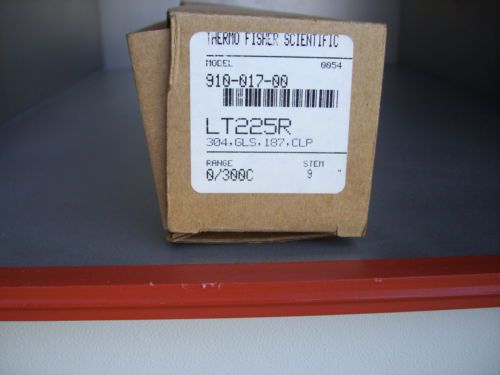 THERMO FISHER SCIENTIFIC
MODEL 0054
910-017-00
LT225R
304,GLS,187,CLP
RANGE STEM
0/300C 9 "